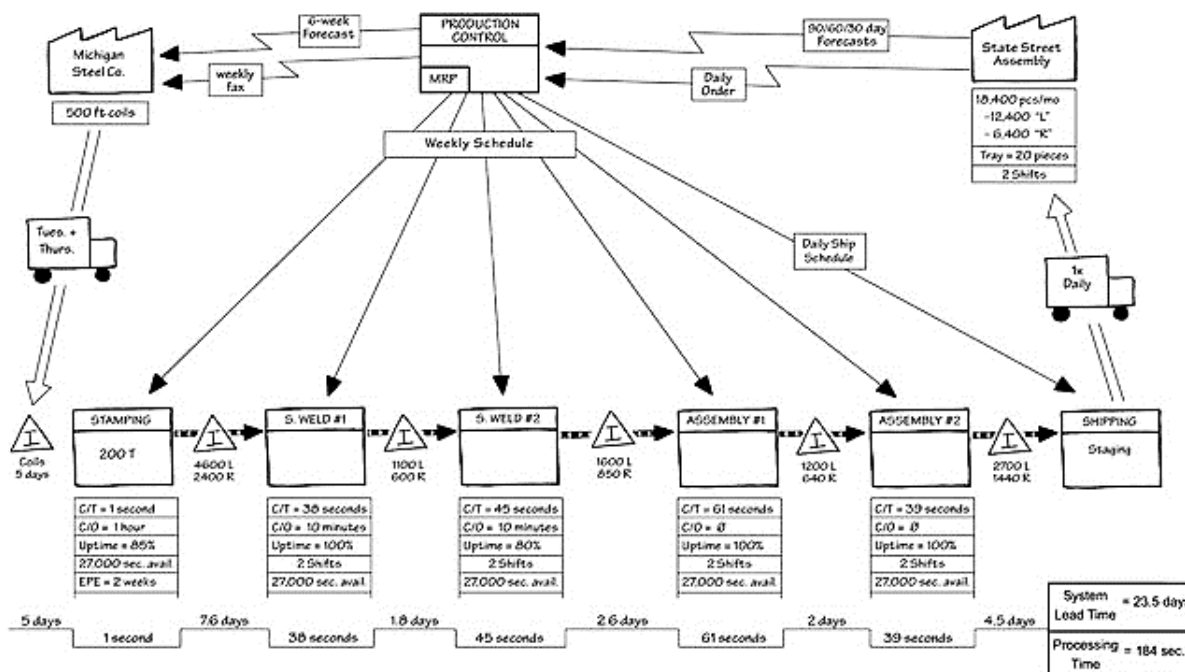 Michigan
Steel Co.
500 ft coils
6-week
Forecast
weekly
fax
PRODUCTION
CONTROL
MRP
90/60/30 day
Forecasts
Daily
Order
State Street
Assembly
18,400 pcs/mo
-12,400 "L"
- 6,400 "R"
Tray = 20 pieces
2 Shifts
Weekly Schedule
Tues. +
Thurs.
Daily Ship
Schedule
1x
Daily
I
Coils
5 days
STAMPING
200 T
I
4600 L
2400 R
S. WELD #1
I
1100 L
600 R
S. WELD #2
I
1600 L
850 R
ASSEMBLY #1
I
1200 L
640 R
ASSEMBLY #2
I
2700 L
1440 R
SHIPPING
Staging
C/T = 1 second
C/O = 1 hour
Uptime = 85%
27,000 sec. avail.
EPE = 2 weeks
C/T = 38 seconds
C/O = 10 minutes
Uptime = 100%
2 Shifts
27,000 sec. avail.
C/T = 45 seconds
C/O = 10 minutes
Uptime = 80%
2 Shifts
27,000 sec. avail.
C/T = 61 seconds
C/O = Ø
Uptime = 100%
2 Shifts
27,000 sec. avail.
C/T = 39 seconds
C/O = Ø
Uptime = 100%
2 Shifts
27,000 sec. avail.
5 days
1 second
7.6 days
38 seconds
1.8 days
45 seconds
2.6 days
61 seconds
2 days
39 seconds
4.5 days
System
Lead Time = 23.5 day
Processing
Time = 184 sec.